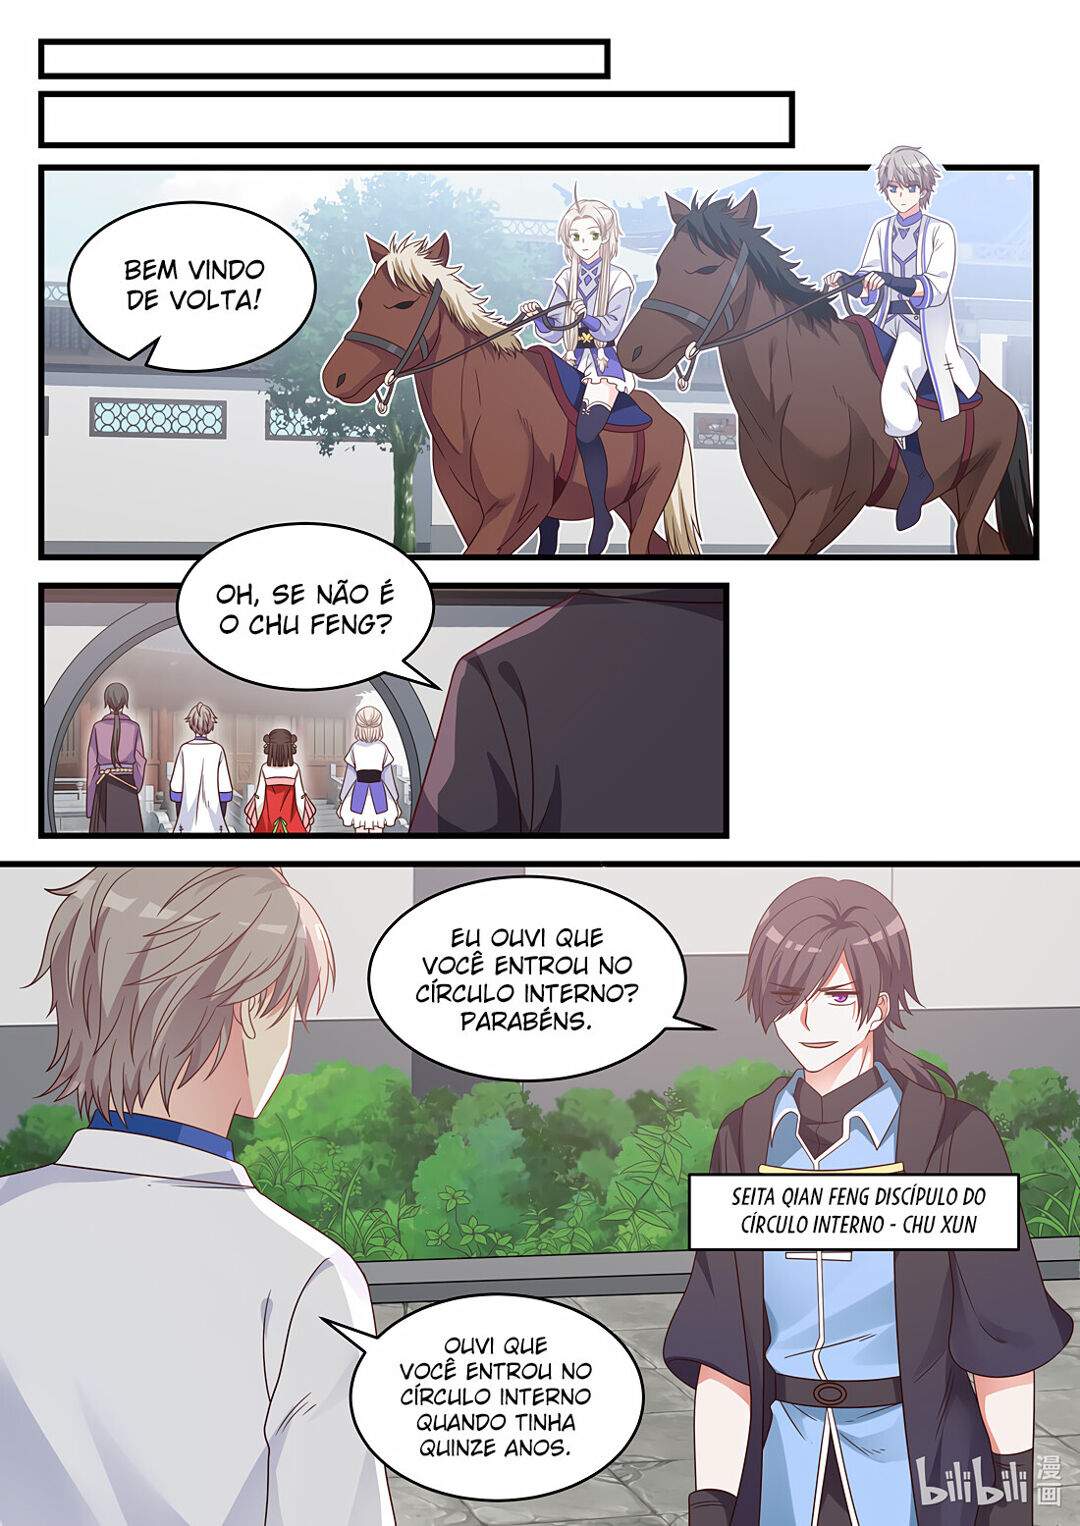 BEM VINDO
DE VOLTA!
OH, SE NÃO É
O CHU FENG?
EU OUVI QUE
VOCÊ ENTROU NO
CÍRCULO INTERNO?
PARABÉNS.
SEITA QIAN FENG DISCÍPULO DO
CÍRCULO INTERNO - CHU XUN
OUVI QUE
VOCÊ ENTROU NO
CÍRCULO INTERNO
QUANDO TINHA
QUINZE ANOS.
bilibili 漫画